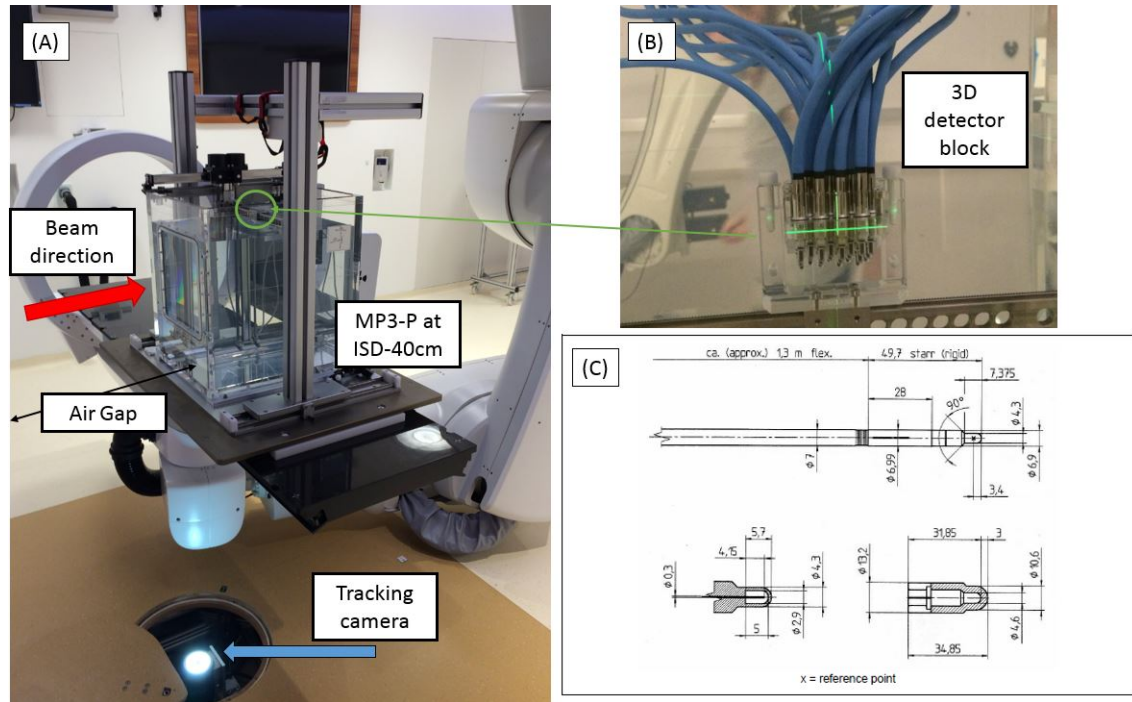 (A)
Beam
direction
MP3-P at
ISD-40cm
Air Gap
Tracking
camera
(B)
3D
detector
block
(C)
ca. (approx.) 1,3 m flex.
49,7 starr (rigid)
7,375
28
90°
ϕ 4,3
ϕ 7
ϕ 6,99
ϕ 6,9
3,4
5,7
4,15
ϕ 0,3
ϕ 4,3
ϕ 2,9
5
31,85
3
ϕ 13,2
ϕ 10,6
ϕ 4,6
34,85
x = reference point